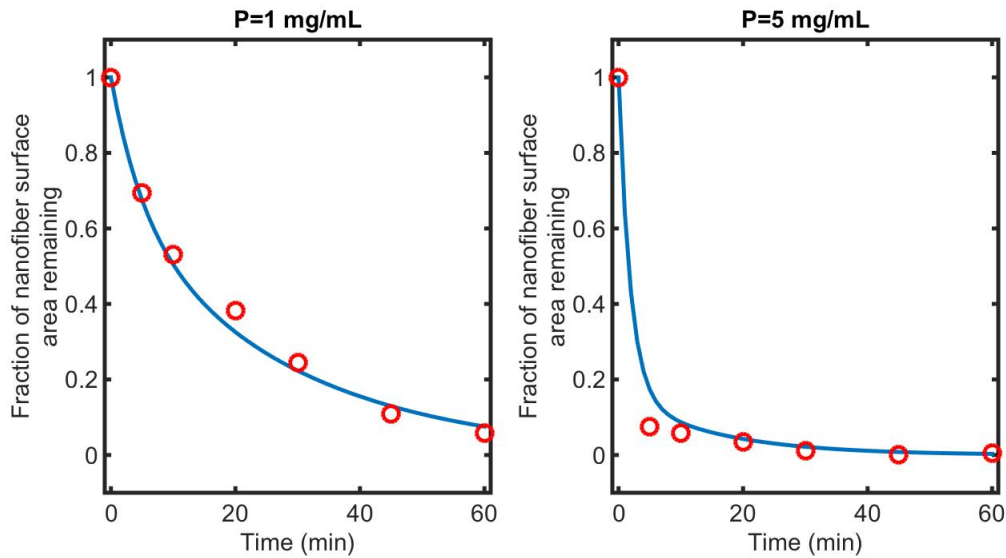 P=1 mg/mL
1
0.8
0.6
0.4
0.2
0
0 20 40 60
Time (min)
Fraction of nanofiber surface
area remaining
P=5 mg/mL
1
0.8
0.6
0.4
0.2
0
0 20 40 60
Time (min)
Fraction of nanofiber surface
area remaining